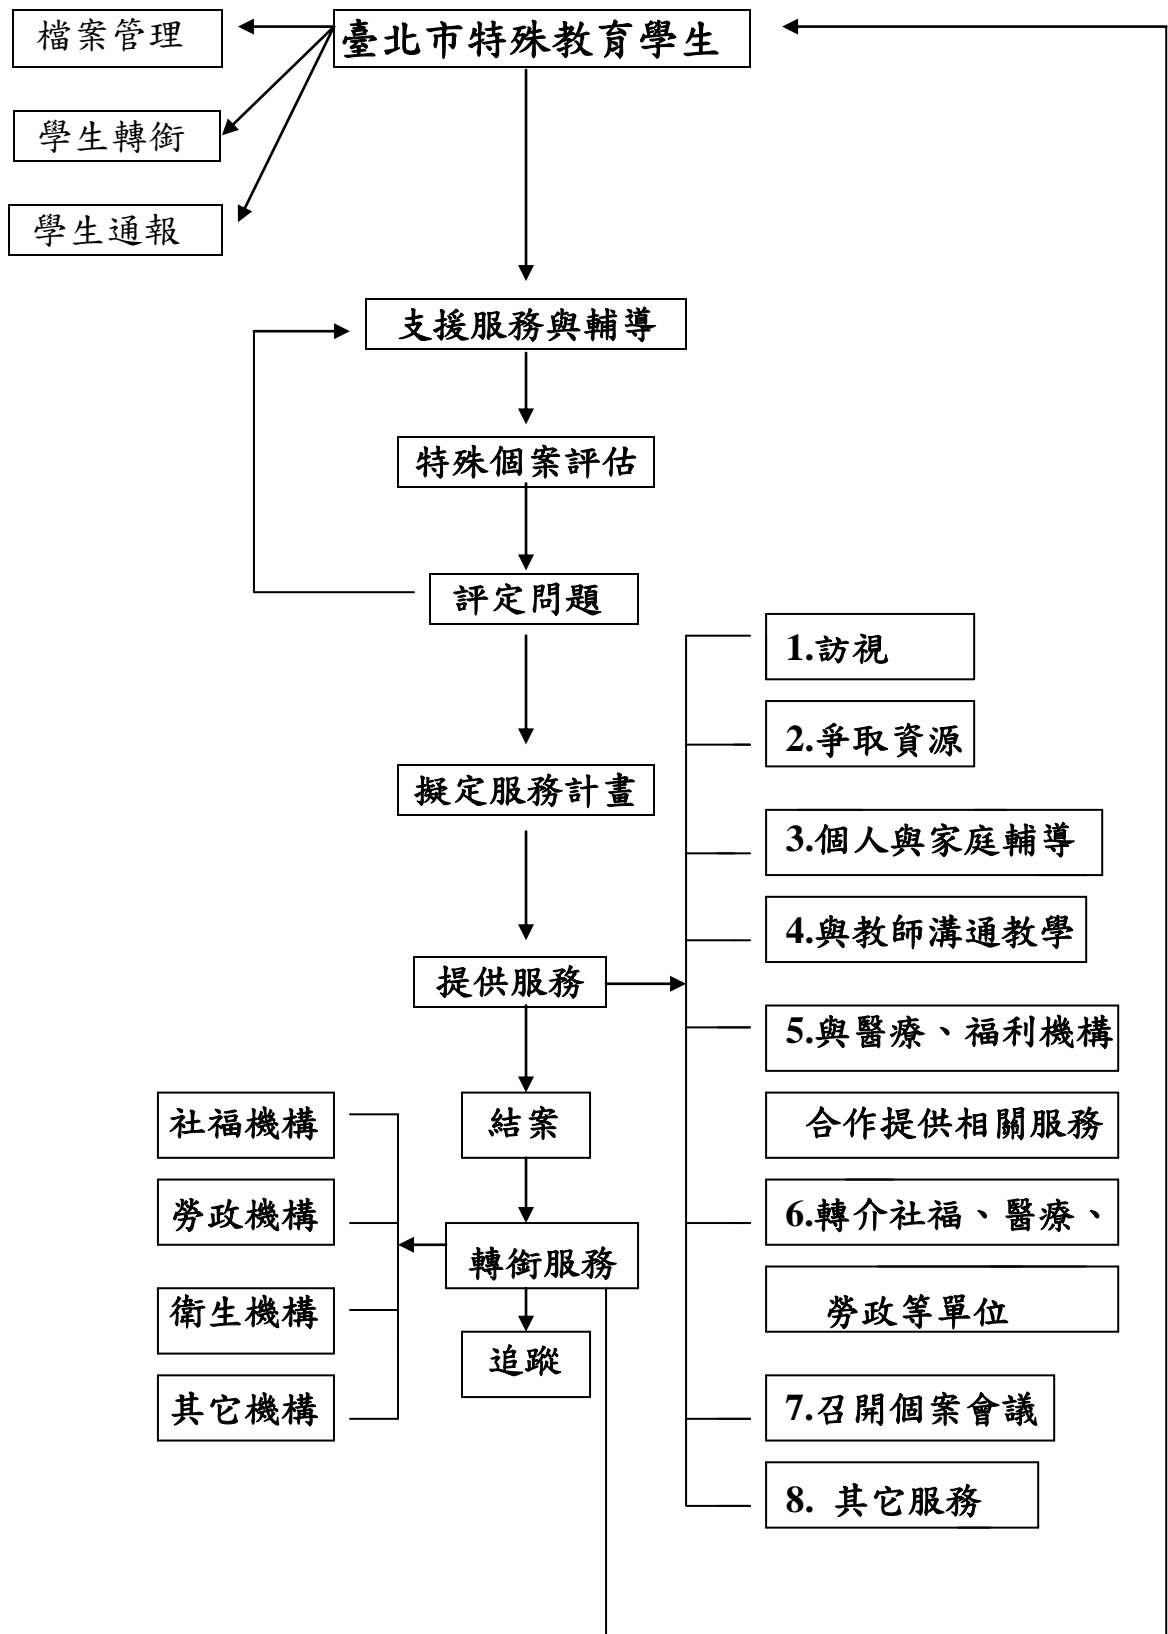 檔案管理
臺北市特殊教育學生
學生轉銜
學生通報
支援服務與輔導
特殊個案評估
評定問題
擬定服務計畫
提供服務
1.訪視
2.爭取資源
3.個人與家庭輔導
4.與教師溝通教學
5.與醫療、福利機構
合作提供相關服務
6.轉介社福、醫療、
勞政等單位
7.召開個案會議
8. 其它服務
結案
轉銜服務
追蹤
社福機構
勞政機構
衛生機構
其它機構